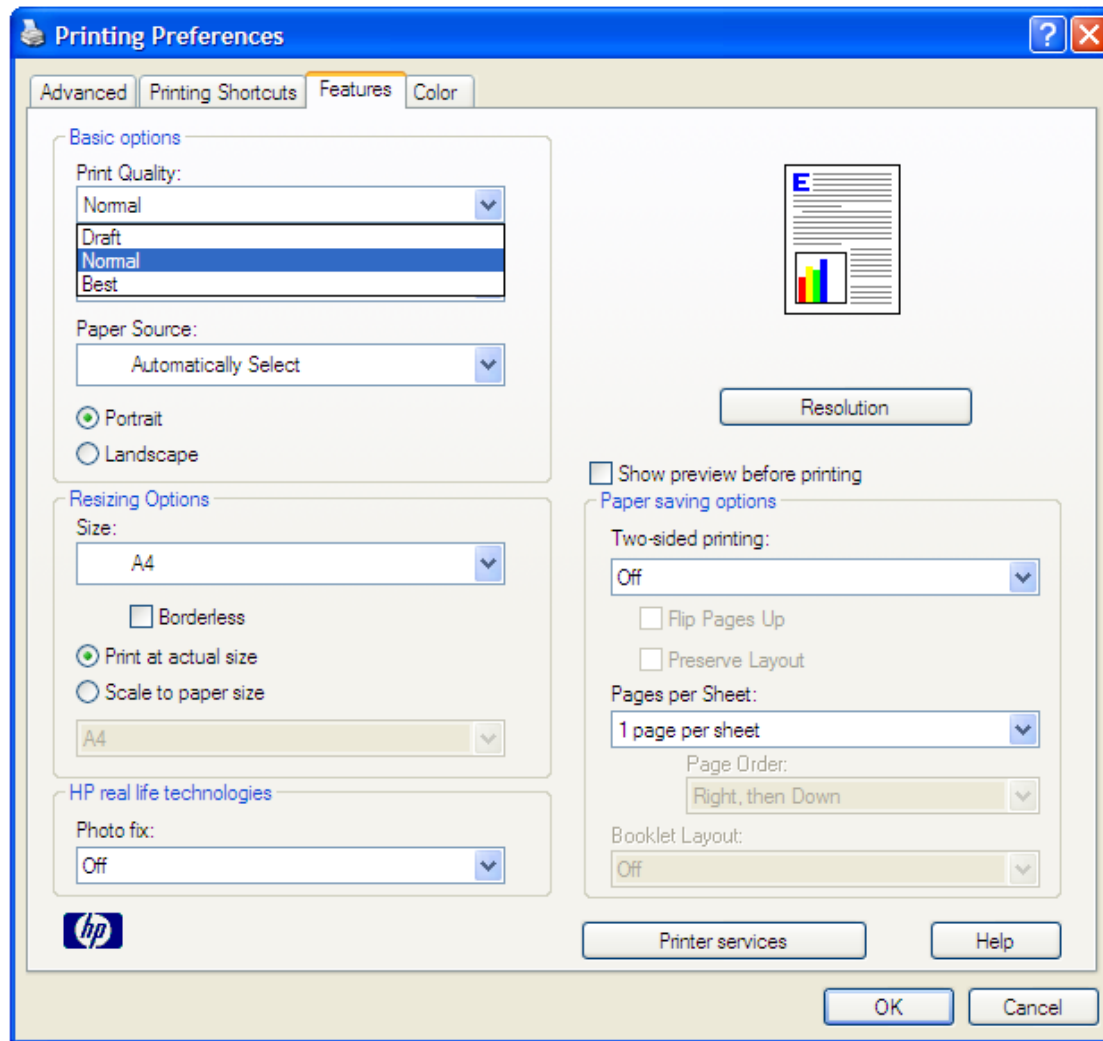 Printing Preferences
Advanced
Printing Shortcuts
Features
Color
Basic options
Print Quality:
Normal
Draft
Normal
Best
Paper Source:
Automatically Select
Portrait
Landscape
Resizing Options
Size:
A4
Borderless
Print at actual size
Scale to paper size
A4
HP real life technologies
Photo fix:
Off
hp
E
Resolution
Show preview before printing
Paper saving options
Two-sided printing:
Off
Flip Pages Up
Preserve Layout
Pages per Sheet:
1 page per sheet
Page Order:
Right, then Down
Booklet Layout:
Off
Printer services
Help
OK
Cancel